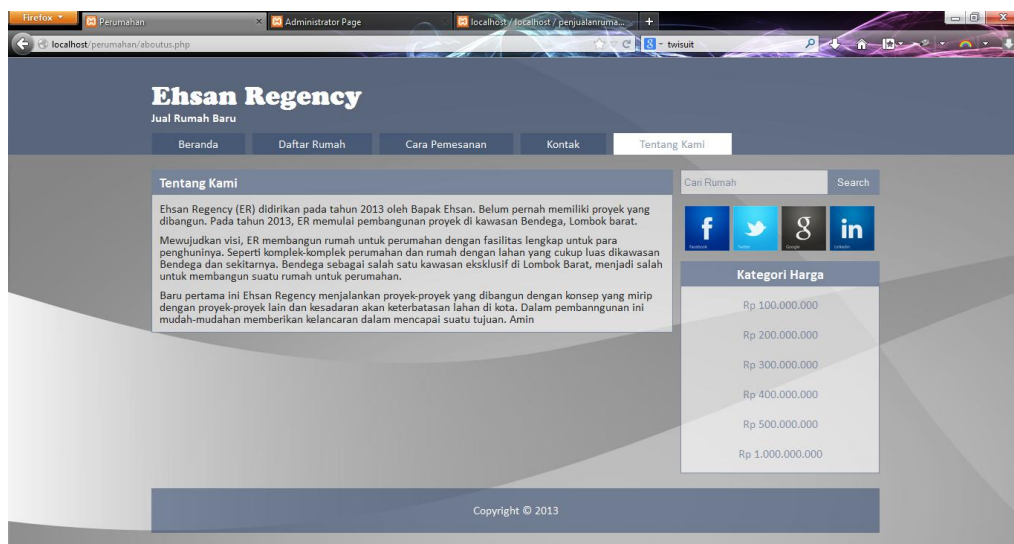 Firefox
Perumahan
Administrator Page
localhost / localhost / penjualanruma...
localhost/perumahan/aboutus.php
twisuit
Ehsan Regency
Jual Rumah Baru
Beranda Daftar Rumah Cara Pemesanan Kontak Tentang Kami
Tentang Kami
Ehsan Regency (ER) didirikan pada tahun 2013 oleh Bapak Ehsan. Belum pernah memiliki proyek yang
dibangun. Pada tahun 2013, ER memulai pembangunan proyek di kawasan Bendega, Lombok barat.
Mewujudkan visi, ER membangun rumah untuk perumahan dengan fasilitas lengkap untuk para
penghuninya. Seperti komplek-komplek perumahan dan rumah dengan lahan yang cukup luas dikawasan
Bendega dan sekitarnya. Bendega sebagai salah satu kawasan eksklusif di Lombok Barat, menjadi salah
untuk membangun suatu rumah untuk perumahan.
Baru pertama ini Ehsan Regency menjalankan proyek-proyek yang dibangun dengan konsep yang mirip
dengan proyek-proyek lain dan kesadaran akan keterbatasan lahan di kota. Dalam pembanngunan ini
mudah-mudahan memberikan kelancaran dalam mencapai suatu tujuan. Amin
Cari Rumah Search
Facebook Twitter Google LinkedIn
Kategori Harga
Rp 100.000.000
Rp 200.000.000
Rp 300.000.000
Rp 400.000.000
Rp 500.000.000
Rp 1.000.000.000
Copyright © 2013